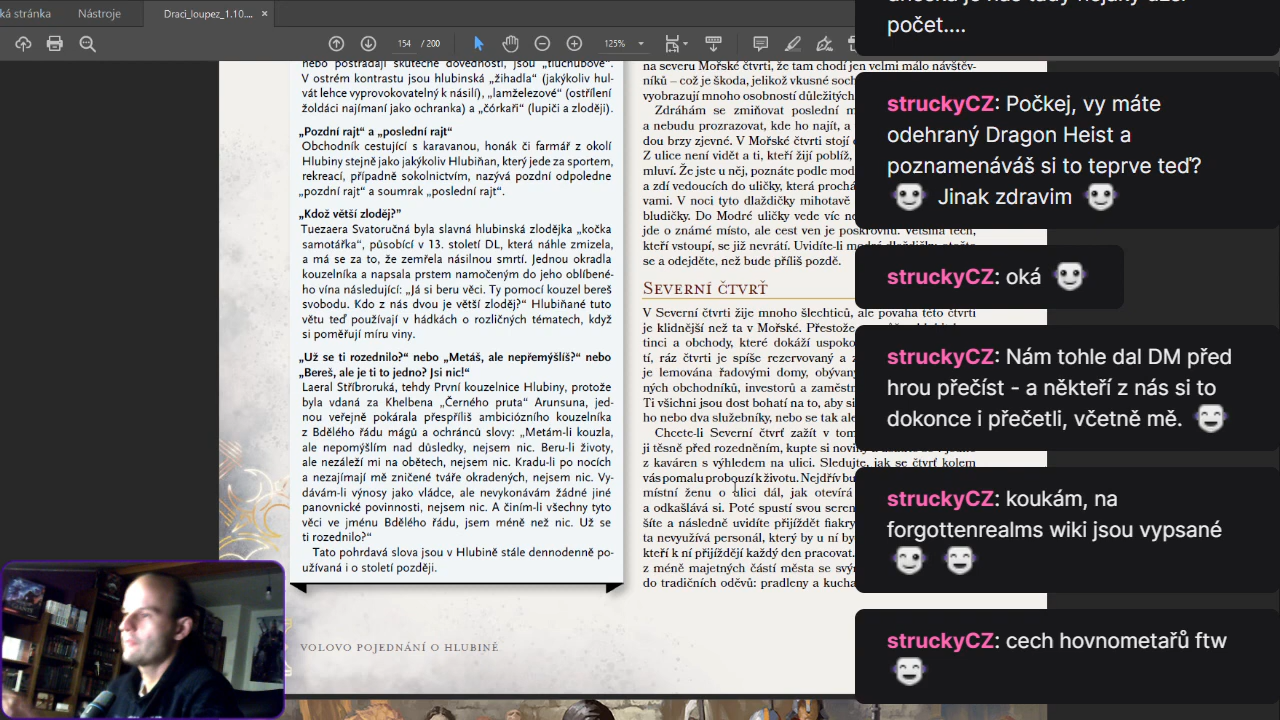 ká stránka
Nástroje
Draci_loupez_1.10....
×
154 / 200
125%
nebo postrádají skutečné dovednosti, jsou „tlučhubové“.
V ostrém kontrastu jsou hlubinská „žihadla“ (jakýkoliv hul-
vát lehce vyprovokovatelný k násilí), „lamželezové“ (ostřílení
žoldáci najímaní jako ochranka) a „čórkaři“ (lupiči a zloději).
„Pozdní rajt“ a „poslední rajt“
Obchodník cestující s karavanou, honák či farmář z okolí
Hlubiny stejně jako jakýkoliv Hlubiňan, který jede za sportem,
rekreací, případně sokolnictvím, nazývá pozdní odpoledne
„pozdní rajt“ a soumrak „poslední rajt“.
„Kdož větší zloděj?“
Tuezaera Svatoručná byla slavná hlubinská zlodějka „kočka
samotářka“, působící v 13. století DL, která náhle zmizela,
a má se za to, že zemřela násilnou smrtí. Jednou okradla
kouzelníka a napsala prstem namočeným do jeho oblíbené-
ho vína následující: „Já si beru věci. Ty pomocí kouzel bereš
svobodu. Kdo z nás dvou je větší zloděj?“ Hlubiňané tuto
větu teď používají v hádkách o rozličných tématech, když
si poměřují míru viny.
„Už se ti rozednilo?“ nebo „Metáš, ale nepřemýšlíš?“ nebo
„Bereš, ale je ti to jedno? Jsi nic!“
Laeral Stříbroruká, tehdy První kouzelnice Hlubiny, protože
byla vdaná za Khelbena „Černého pruta“ Arunsuna, jed-
nou veřejně pokárala přespříliš ambiciózního kouzelníka
z Bdělého řádu mágů a ochránců slovy: „Metám-li kouzla,
ale nepomýšlím nad důsledky, nejsem nic. Beru-li životy,
ale nezáleží mi na obětech, nejsem nic. Kradu-li po nocích
a nezajímají mě zničené tváře okradených, nejsem nic. Vy-
dávám-li výnosy jako vládce, ale nevykonávám žádné jiné
panovnické povinnosti, nejsem nic. A činím-li všechny tyto
věci ve jménu Bdělého řádu, jsem méně než nic. Už se
ti rozednilo?“
Tato pohrdavá slova jsou v Hlubině stále dennodenně po-
užívaná i o století později.
VOLOVO POJEDNÁNÍ O HLUBINĚ
na severu Mořské čtvrti, že tam chodí jen velmi málo návštěv-
níků – což je škoda, jelikož vkusné soch
vyobrazují mnoho osobností důležitých
Zdráhám se zmiňovat poslední m
a nebudu prozrazovat, kde ho najít, a
dou brzy zjevné. V Mořské čtvrti stojí
Z ulice není vidět a ti, kteří poblíž,
mluví. Že jste u něj, poznáte podle mod
a zdí vedoucích do uličky, která prochá
vami. V noci tyto dlaždičky mihotavě
bludičky. Do Modré uličky vede víc ne
jde o známé místo, ale cest ven je poskrovnu. Většina těch,
kteří vstoupí, se již nevrátí. Uvidíte-li modré dlaždičky, otočte
se a odejděte, než bude příliš pozdě.
SEVERNÍ ČTVRŤ
V Severní čtvrti žije mnoho šlechticů, ale povaha této čtvrti
je klidnější než ta v Mořské. Přestože
tinci a obchody, které dokáží uspoko
tí, ráz čtvrti je spíše rezervovaný a z
je lemována řadovými domy, obývaný
ných obchodníků, investorů a zaměstn
Ti všichni jsou dost bohatí na to, aby si
ho nebo dva služebníky, nebo se tak ale
Chcete-li Severní čtvrť zažít v tom
ji těsně před rozedněním, kupte si noviny a usaďte se v jedné
z kaváren s výhledem na ulici. Sledujte, jak se čtvrť kolem
vás pomalu probouzí k životu. Nejdřív bu
místní ženu o ulici dál, jak otevírá
a odkašlává si. Poté spustí svou seren
šíte a následně uvidíte přijíždět fiakry
ta nevyužívá personál, který by u ní by
kteří k ní přijíždějí každý den pracovat.
z méně majetných částí města se svým
do tradičních oděvů: pradleny a kucha
počet....
struckyCZ: Počkej, vy máte
odehraný Dragon Heist a
poznamenáváš si to teprve teď?
Jinak zdravim
struckyCZ: oká
struckyCZ: Nám tohle dal DM před
hrou přečíst - a někteří z nás si to
dokonce i přečetli, včetně mě.
struckyCZ: koukám, na
forgottenrealms wiki jsou vypsané
struckyCZ: cech hovnometařů ftw